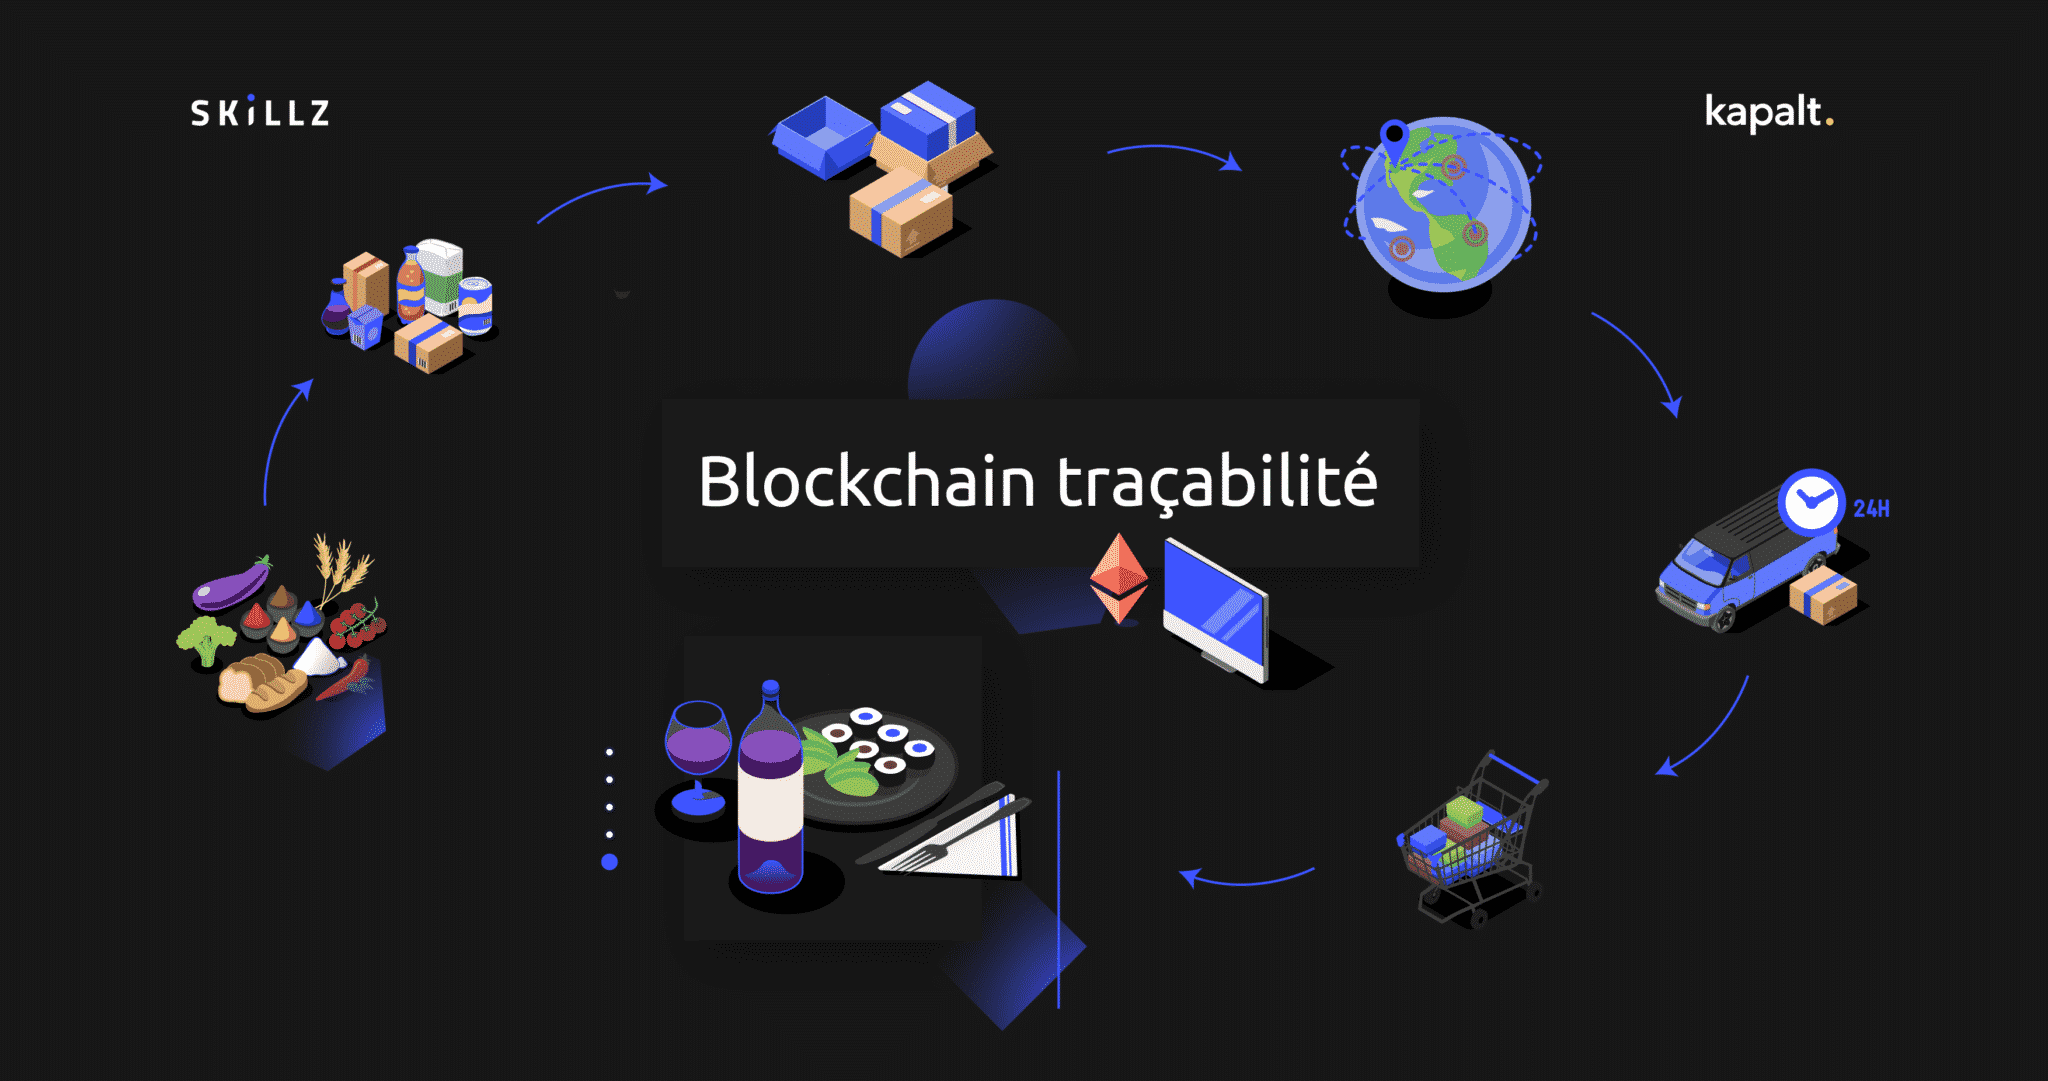 SKiLLZ
kapalt.
Blockchain traçabilité
24H